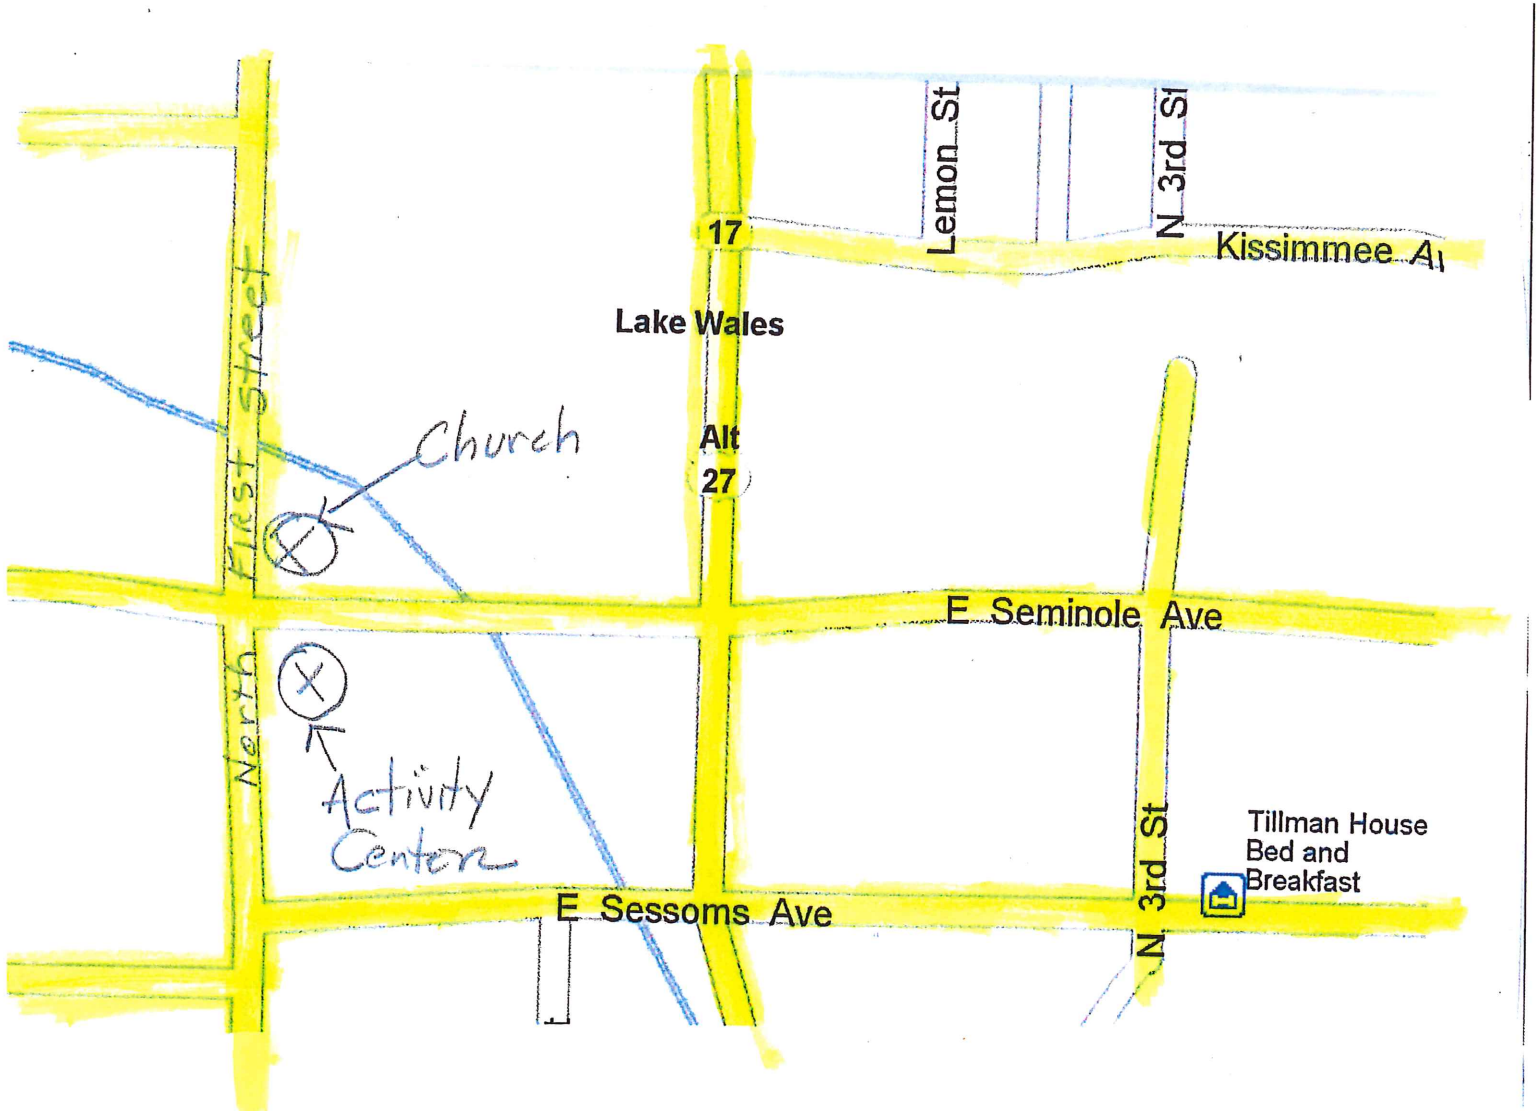 Lemon St
N 3rd St
17
Kissimmee A
Lake Wales
North First Street
Church
Alt
27
E Seminole Ave
Activity
Center
Tillman House
Bed and
Breakfast
N 3rd St
E Sessoms Ave